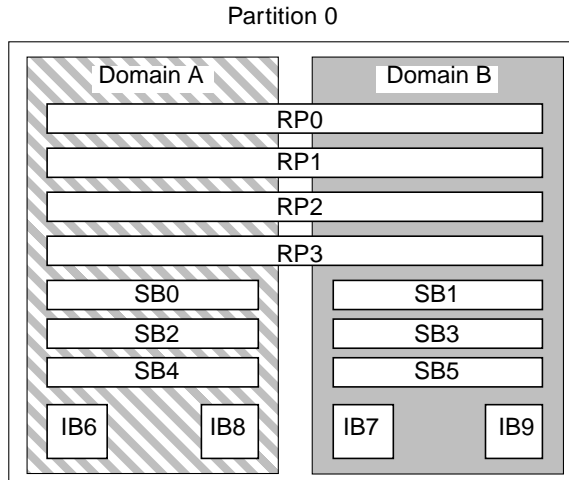 Partition 0
Domain A Domain B
RP0
RP1
RP2
RP3
SB0 SB1
SB2 SB3
SB4 SB5
IB6 IB8 IB7 IB9